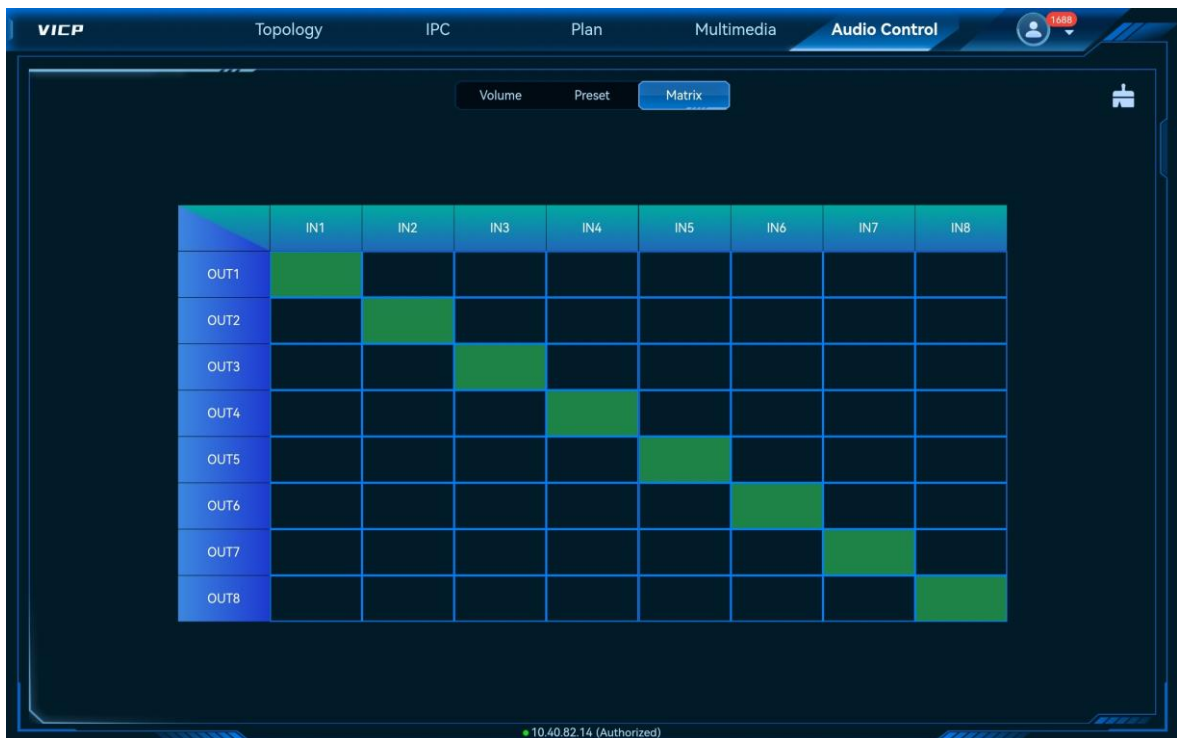 VICP Topology IPC Plan Multimedia Audio Control 1688
Volume Preset Matrix
IN1 IN2 IN3 IN4 IN5 IN6 IN7 IN8
OUT1
OUT2
OUT3
OUT4
OUT5
OUT6
OUT7
OUT8
10.40.82.14 (Authorized)